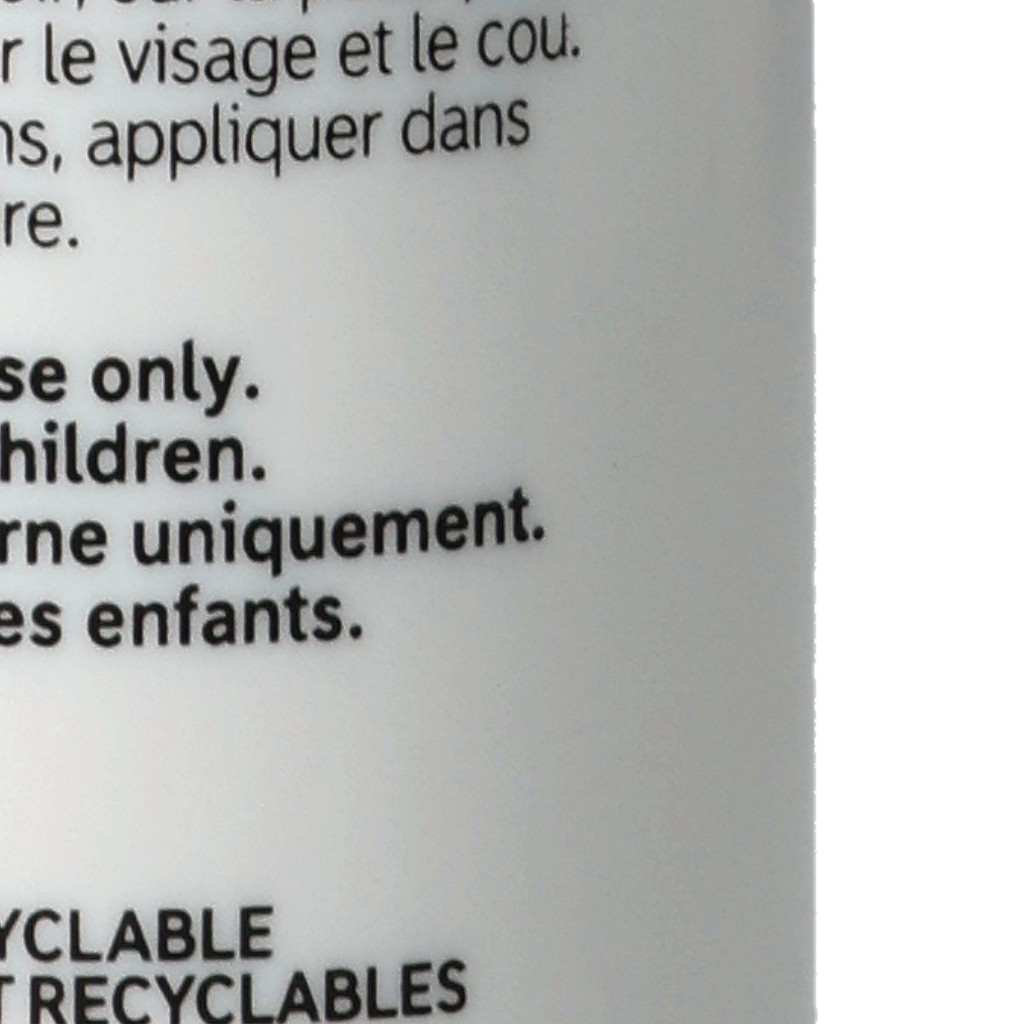 r le visage et le cou.
ns, appliquer dans
re.
se only.
hildren.
rne uniquement.
es enfants.
YCLABLE
T RECYCLABLES